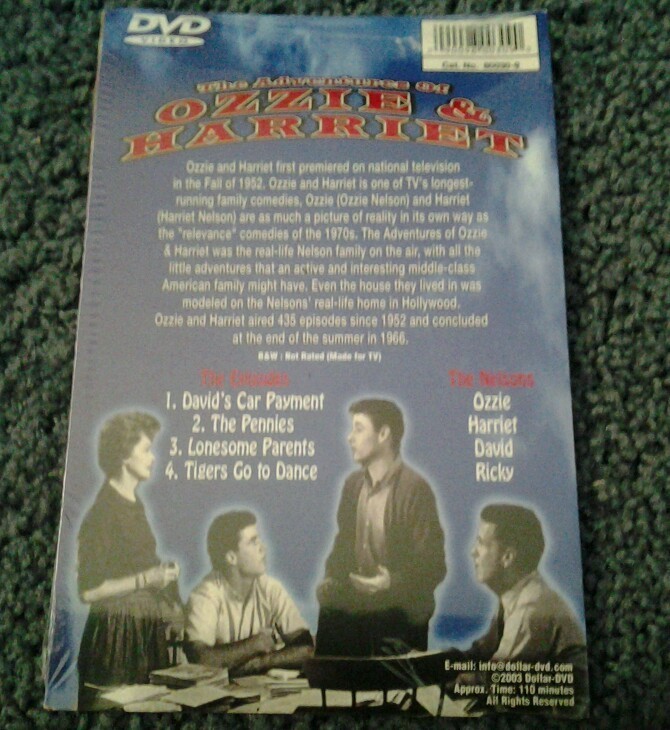 DVD
VIDEO
Cat. No.
The Adventures Of
OZZIE &
HARRIET
Ozzie and Harriet first premiered on national television
in the Fall of 1952. Ozzie and Harriet is one of TV's longest-
running family comedies, Ozzie (Ozzie Nelson) and Harriet
(Harriet Nelson) are as much a picture of reality in its own way as
the "relevance" comedies of the 1970s. The Adventures of Ozzie
& Harriet was the real-life Nelson family on the air, with all the
little adventures that an active and interesting middle-class
American family might have. Even the house they lived in was
modeled on the Nelsons' real-life home in Hollywood.
Ozzie and Harriet aired 435 episodes since 1952 and concluded
at the end of the summer in 1966.
B&W : Not Rated (Made for TV)
The Episodes
1. David's Car Payment
2. The Pennies
3. Lonesome Parents
4. Tigers Go to Dance
The Nelsons
Ozzie
Harriet
David
Ricky
E-mail: info@dollar-dvd.com
©2003 Dollar-DVD
Approx. Time: 110 minutes
All Rights Reserved